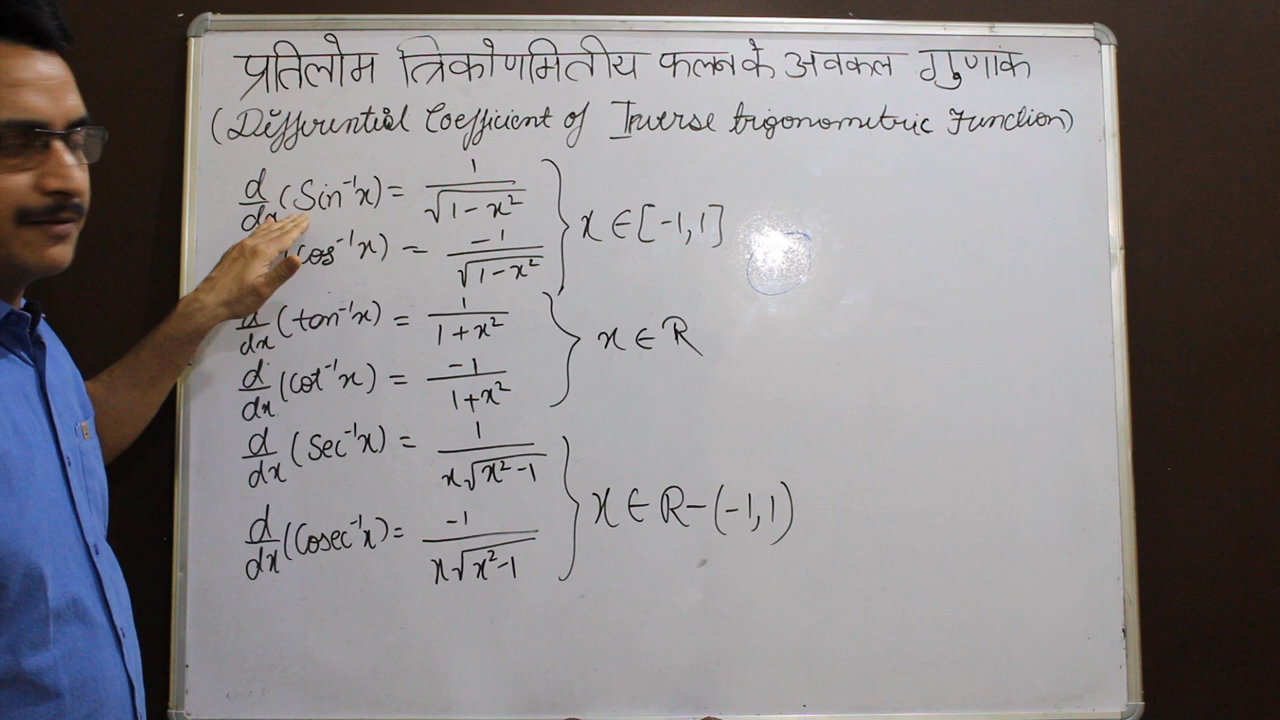 प्रतिलोम त्रिकोणमितीय फलन के अवकल गुणांक
(Differential Coefficient of Inverse trigonometric Function)
d/dx (Sin⁻¹x) = 1/√(1-x²)
(Cos⁻¹x) = -1/√(1-x²) } x ∈ [-1,1]
d/dx (tan⁻¹x) = 1/(1+x²)
d/dx (Cot⁻¹x) = -1/(1+x²) } x ∈ R
d/dx (Sec⁻¹x) = 1/(x√(x²-1))
d/dx (Cosec⁻¹x) = -1/(x√(x²-1)) } x ∈ R-(-1,1)